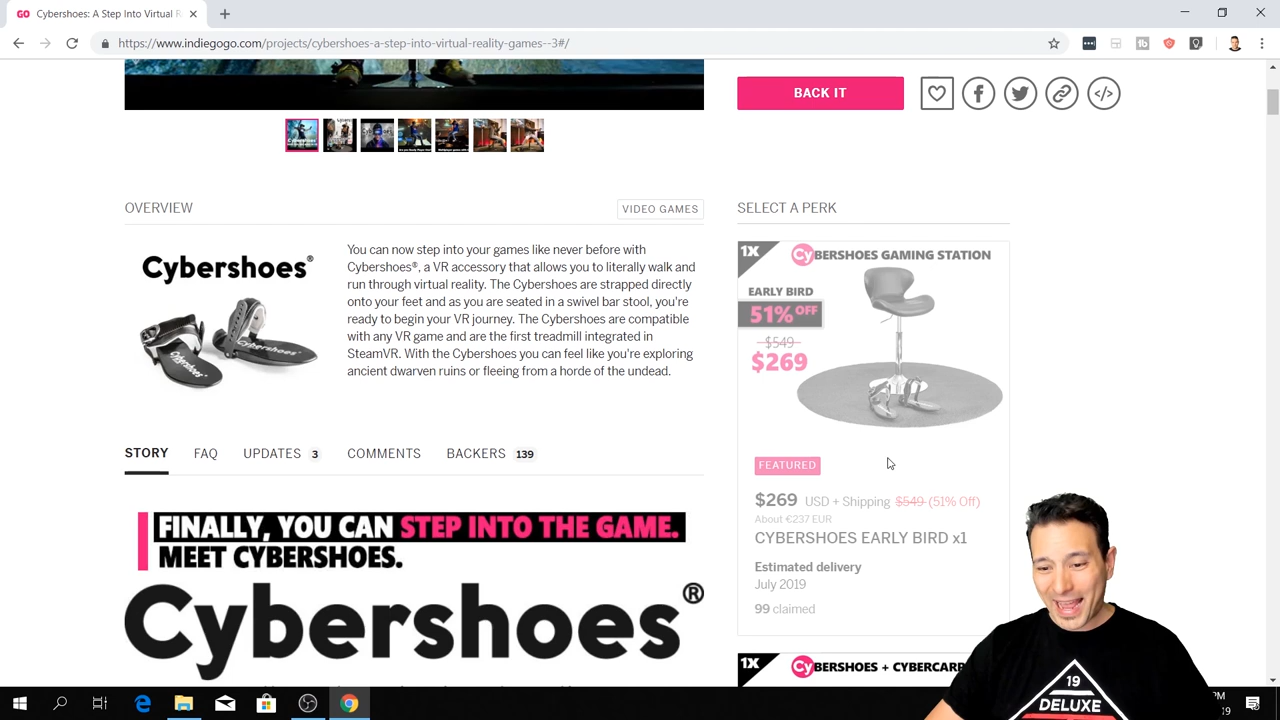 GO Cybershoes: A Step Into Virtual R
https://www.indiegogo.com/projects/cybershoes-a-step-into-virtual-reality-games--3#/
BACK IT
OVERVIEW
VIDEO GAMES
Cybershoes®
Cybershoes
Cybershoes
You can now step into your games like never before with
Cybershoes®, a VR accessory that allows you to literally walk and
run through virtual reality. The Cybershoes are strapped directly
onto your feet and as you are seated in a swivel bar stool, you're
ready to begin your VR journey. The Cybershoes are compatible
with any VR game and are the first treadmill integrated in
SteamVR. With the Cybershoes you can feel like you're exploring
ancient dwarven ruins or fleeing from a horde of the undead.
STORY FAQ UPDATES 3 COMMENTS BACKERS 139
FINALLY, YOU CAN STEP INTO THE GAME.
MEET CYBERSHOES.
Cybershoes®
SELECT A PERK
1X CYBERSHOES GAMING STATION
EARLY BIRD
51% OFF
$549
$269
FEATURED
$269 USD + Shipping $549 (51% Off)
About €237 EUR
CYBERSHOES EARLY BIRD x1
Estimated delivery
July 2019
99 claimed
1X CYBERSHOES + CYBERCARP
19
DELUXE
PM
19